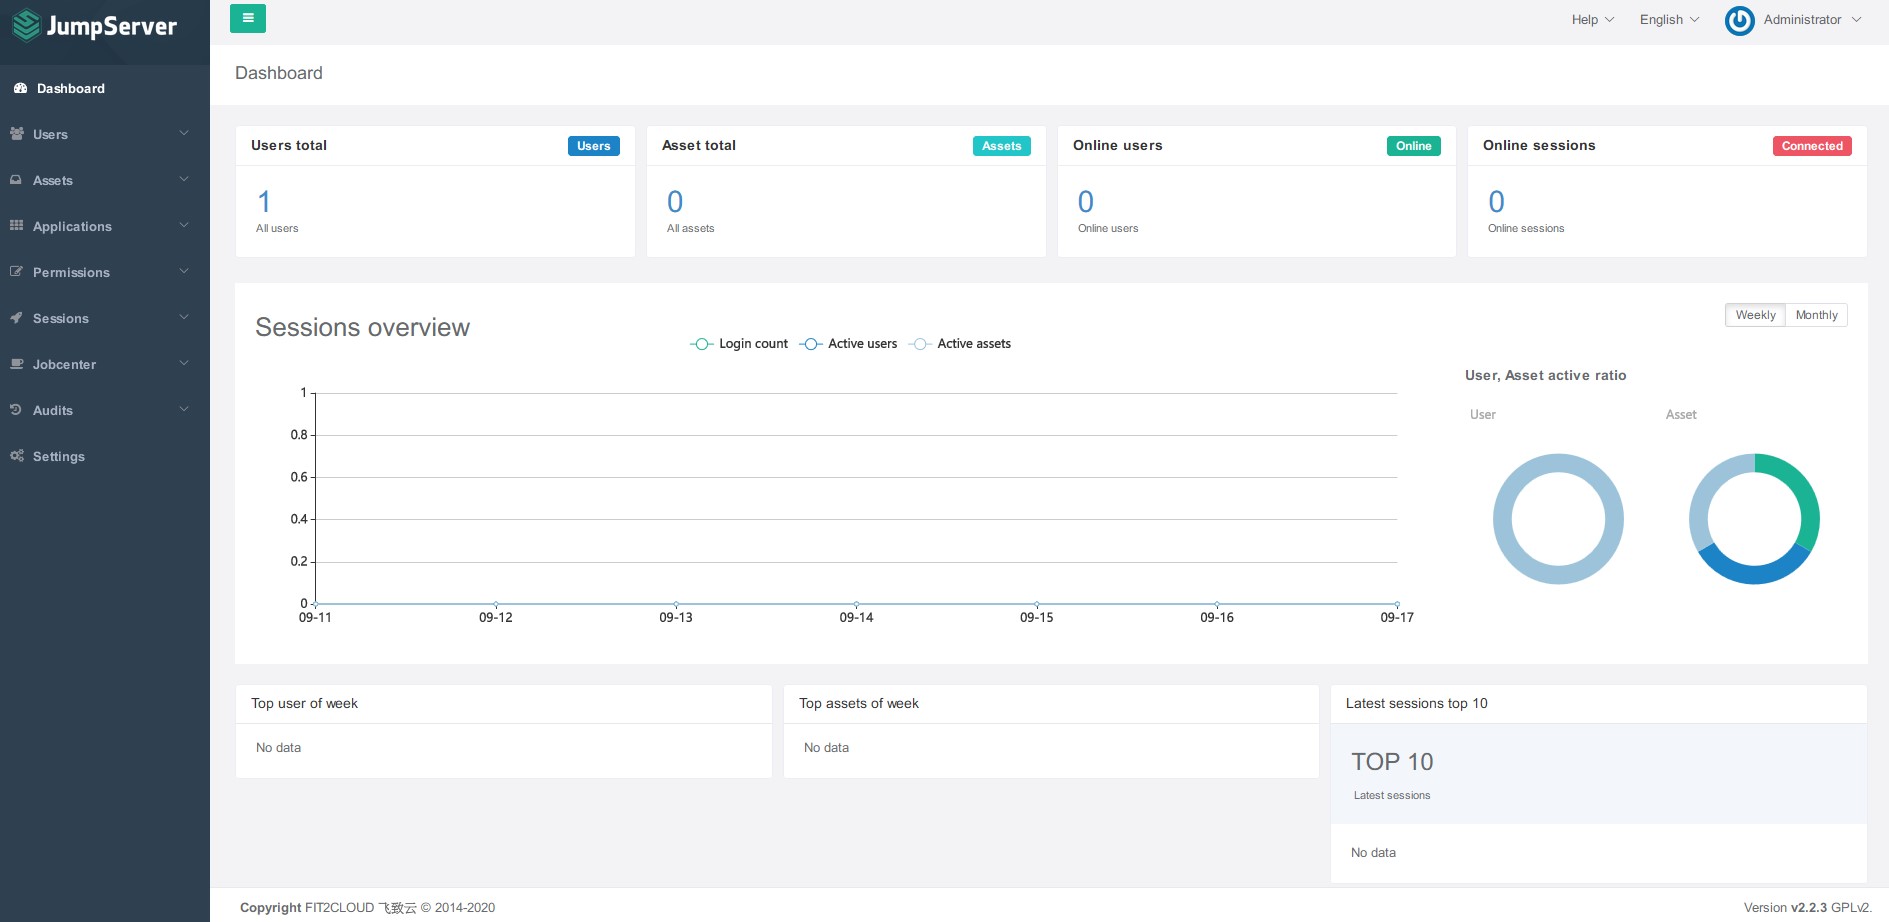 JumpServer
Help
English
Administrator
Dashboard
Users
Assets
Applications
Permissions
Sessions
Jobcenter
Audits
Settings
Dashboard
Users total
Users
1
All users
Asset total
Assets
0
All assets
Online users
Online
0
Online users
Online sessions
Connected
0
Online sessions
Sessions overview
Weekly
Monthly
Login count
Active users
Active assets
1
0.8
0.6
0.4
0.2
0
09-11
09-12
09-13
09-14
09-15
09-16
09-17
User, Asset active ratio
User
Asset
Top user of week
No data
Top assets of week
No data
Latest sessions top 10
TOP 10
Latest sessions
No data
Copyright FIT2CLOUD 飞致云 © 2014-2020
Version v2.2.3 GPLv2.